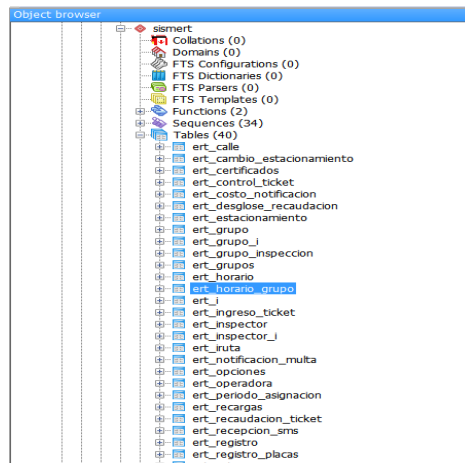 Object browser
sismert
Collations (0)
Domains (0)
FTS Configurations (0)
FTS Dictionaries (0)
FTS Parsers (0)
FTS Templates (0)
Functions (2)
Sequences (34)
Tables (40)
ert_calle
ert_cambio_estacionamiento
ert_certificados
ert_control_ticket
ert_costo_notificacion
ert_desglose_recaudacion
ert_estacionamiento
ert_grupo
ert_grupo_i
ert_grupo_inspeccion
ert_grupos
ert_horario
ert_horario_grupo
ert_i
ert_ingreso_ticket
ert_inspector
ert_inspector_i
ert_iruta
ert_notificacion_multa
ert_opciones
ert_operadora
ert_periodo_asignacion
ert_recargas
ert_recaudacion_ticket
ert_recepcion_sms
ert_registro
ert_registro_placas